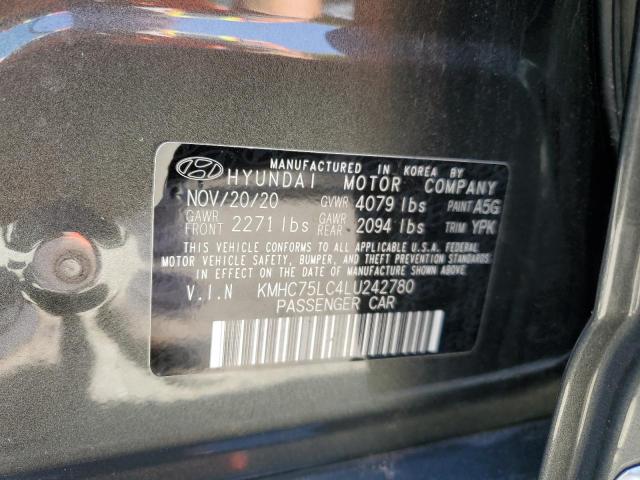 MANUFACTURED IN KOREA BY
HYUNDAI MOTOR COMPANY
NOV/20/20 GVWR 4079 lbs PAINT A5G
GAWR FRONT 2271 lbs GAWR REAR 2094 lbs TRIM YPK
THIS VEHICLE CONFORMS TO ALL APPLICABLE U.S.A. FEDERAL
MOTOR VEHICLE SAFETY, BUMPER, AND THEFT PREVENTION STANDARDS
IN EFFECT ON THE DATE OF MANUFACTURE SHOWN ABOVE.
V.I.N KMHC75LC4LU242780
PASSENGER CAR